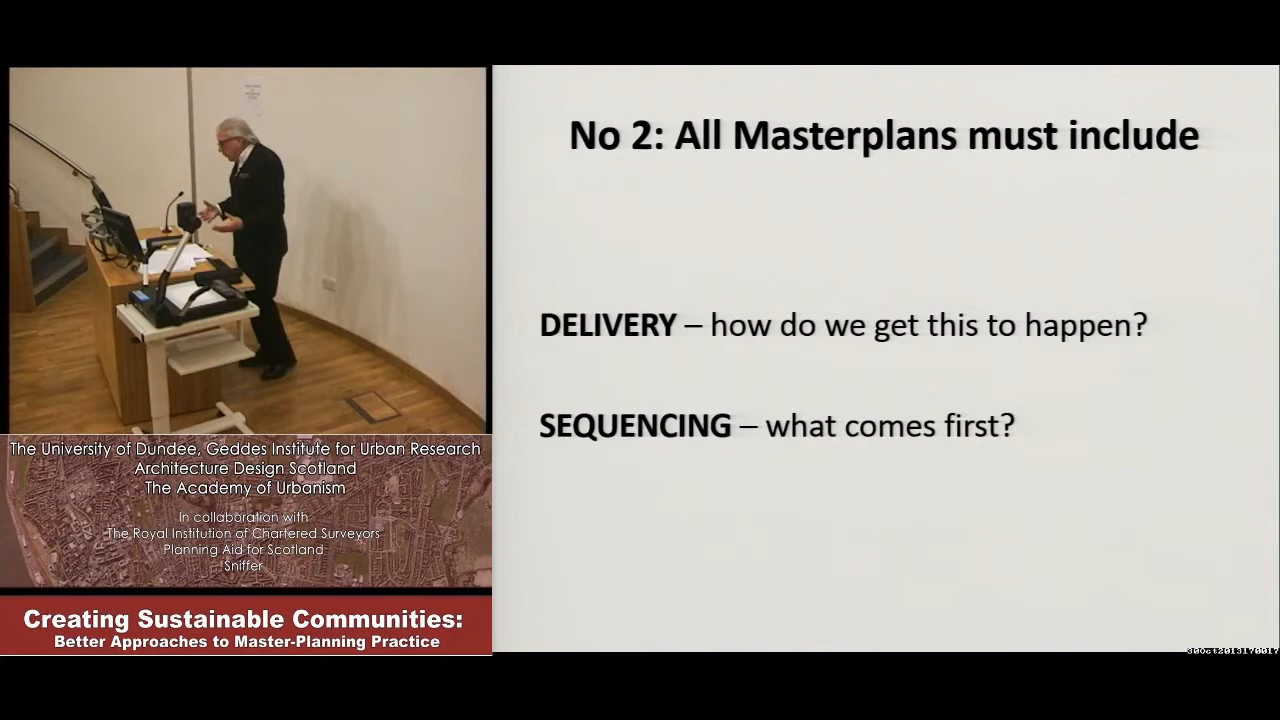 No 2: All Masterplans must include
DELIVERY – how do we get this to happen?
SEQUENCING – what comes first?
The University of Dundee, Geddes Institute for Urban Research
Architecture Design Scotland
The Academy of Urbanism
In collaboration with
The Royal Institution of Chartered Surveyors
Planning Aid for Scotland
Sniffer
Creating Sustainable Communities:
Better Approaches to Master-Planning Practice